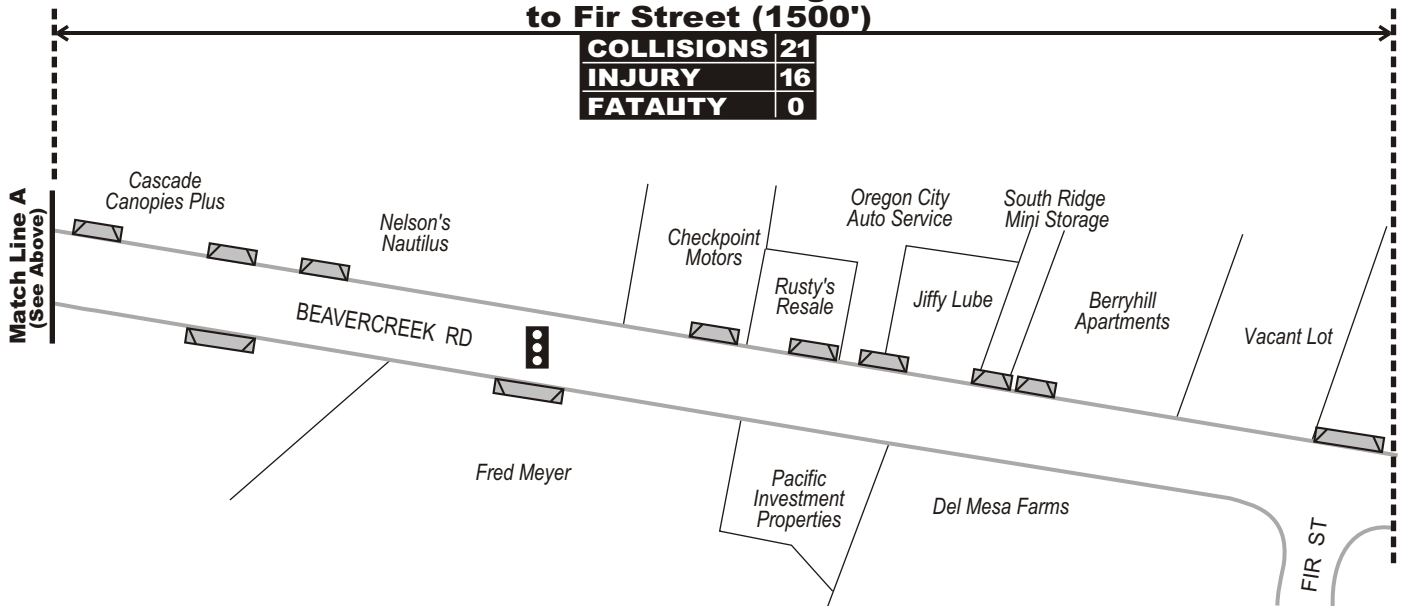 to Fir Street (1500')
COLLISIONS 21
INJURY 16
FATALITY 0
Match Line A
(See Above)
Cascade
Canopies Plus
Nelson's
Nautilus
Checkpoint
Motors
Rusty's
Resale
Oregon City
Auto Service
Jiffy Lube
South Ridge
Mini Storage
Berryhill
Apartments
Vacant Lot
BEAVERCREEK RD
Fred Meyer
Pacific
Investment
Properties
Del Mesa Farms
FIR ST